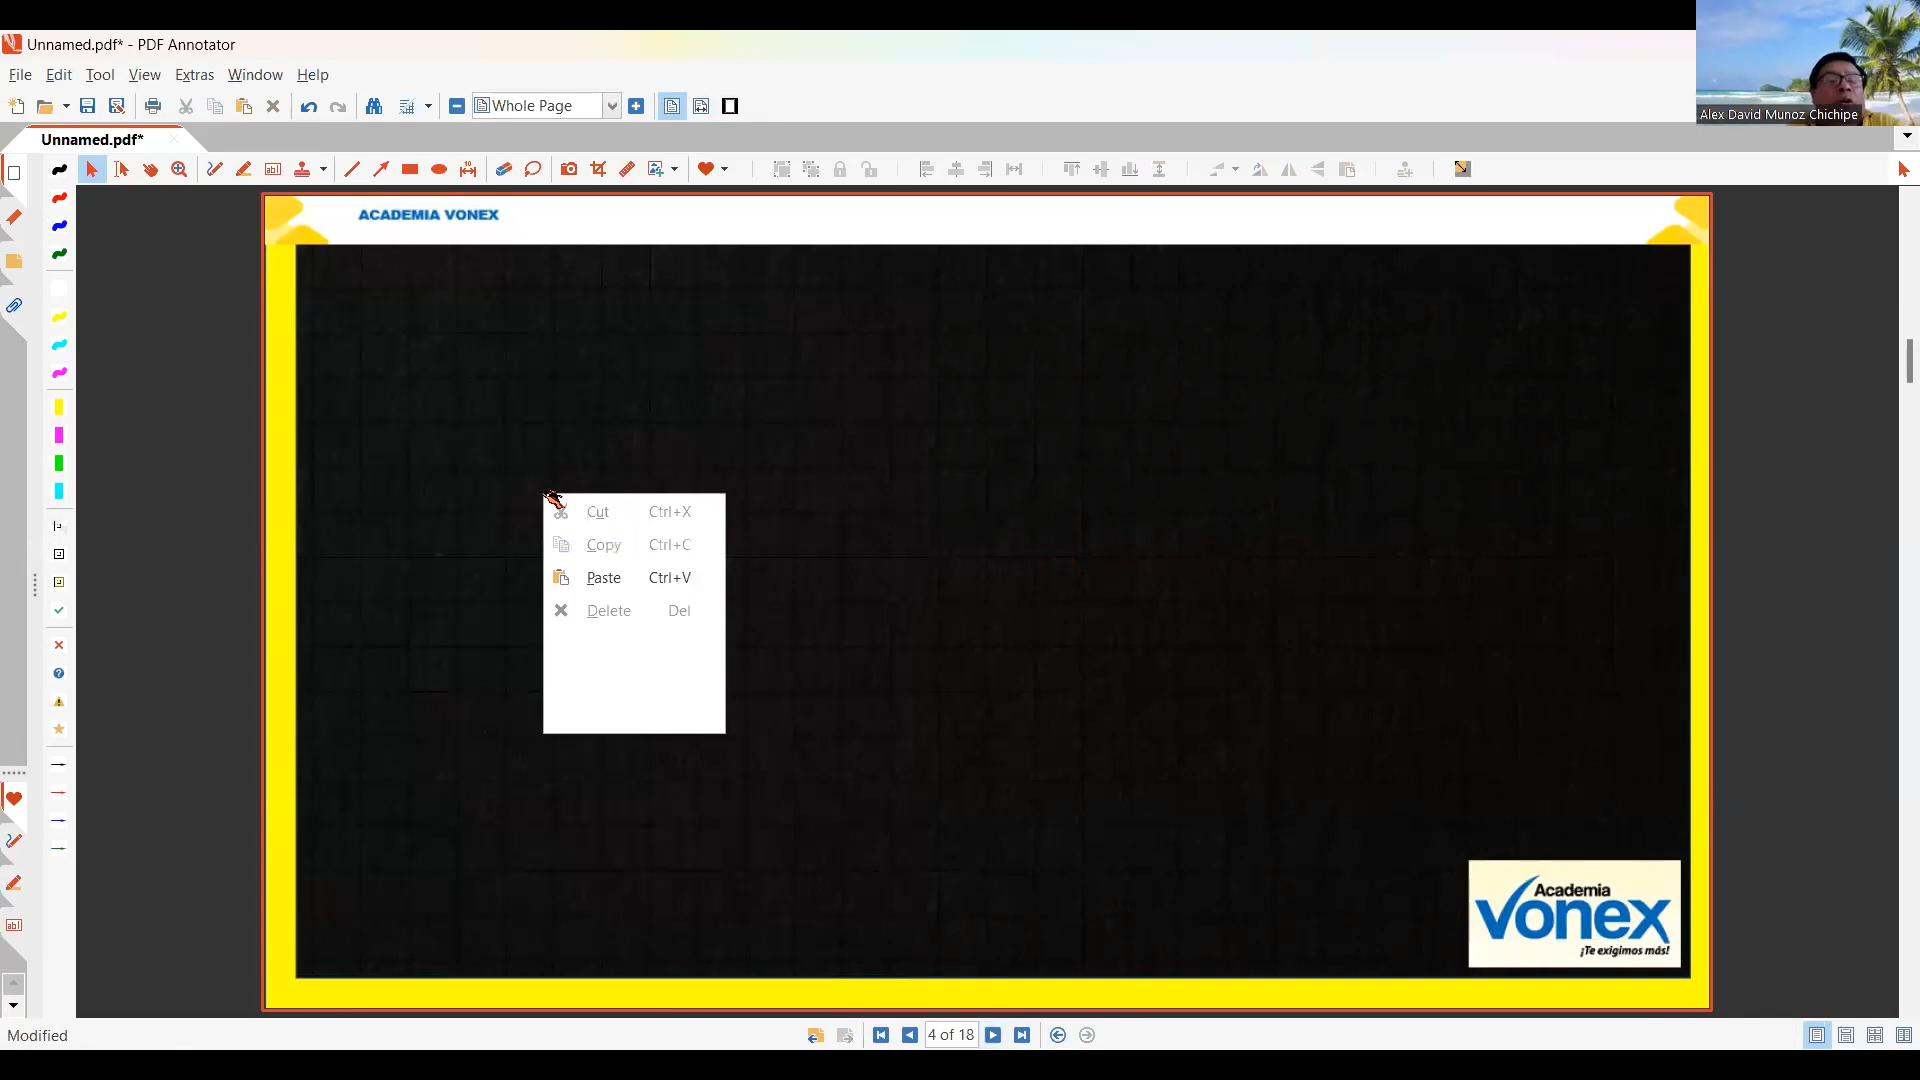 Unnamed.pdf* - PDF Annotator
File Edit Tool View Extras Window Help
Whole Page
Alex David Munoz Chichipe
Unnamed.pdf*
ACADEMIA VONEX
Cut Ctrl+X
Copy Ctrl+C
Paste Ctrl+V
Delete Del
Academia
vonex
¡Te exigimos más!
Modified
4 of 18